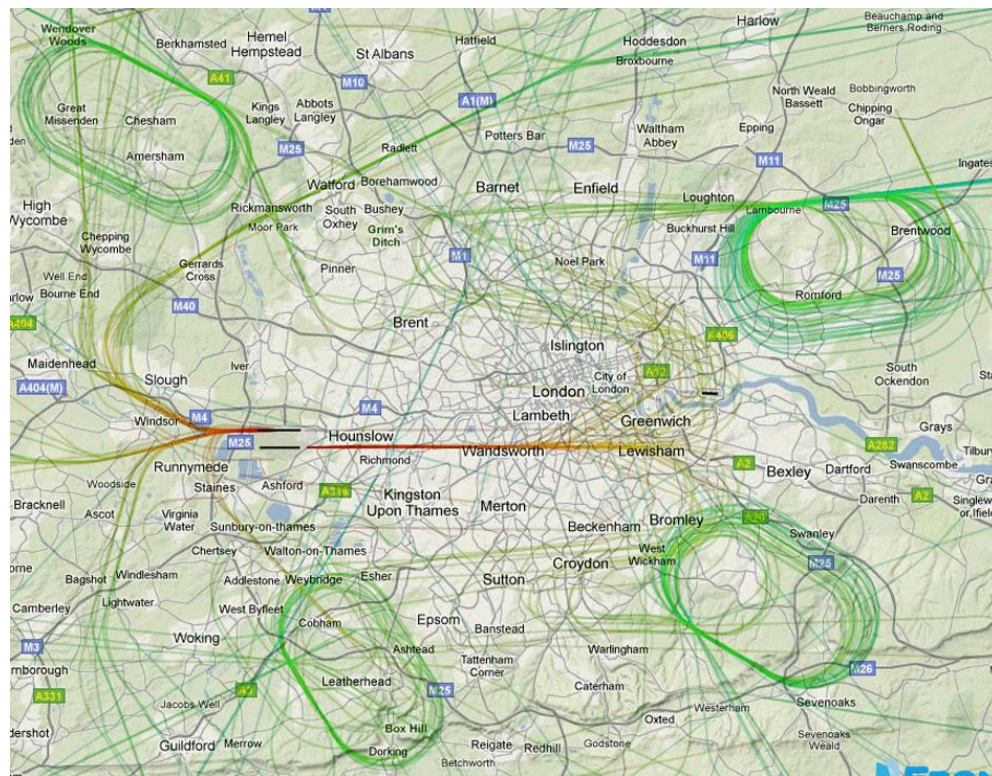 Wendover
Woods
Berkhamsted
Hemel
Hempstead
St Albans
Hatfield
Hoddesdon
Broxbourne
Harlow
Beauchamp and
Berners Roding
A41
M10
A1(M)
Great
Missenden
Chesham
Kings
Langley
Abbots
Langley
North Weald
Bassett
Bobbingworth
Chipping
Ongar
Potters Bar
Waltham
Abbey
Epping
M25
Radlett
M25
M11
Amersham
Watford
Borehamwood
Barnet
Enfield
Loughton
Lambourne
M25
High
Wycombe
Rickmansworth
Moor Park
South
Oxhey
Bushey
Grim's
Ditch
Buckhurst Hill
Brentwood
Chepping
Wycombe
Gerrards
Cross
Pinner
M1
Noel Park
M11
M25
Well End
Bourne End
M40
Romford
A404
Brent
Islington
A406
Maidenhead
Iver
City of
London
A12
South
Ockendon
A404(M)
Slough
London
Windsor
M4
M4
Lambeth
Greenwich
Grays
M25
Hounslow
Richmond
Wandsworth
Lewisham
A282
Runnymede
A2
Bexley
Dartford
Swanscombe
Woodside
Staines
Ashford
A316
Kingston
Upon Thames
Darenth
A2
Bracknell
Ascot
Virginia
Water
Sunbury-on-thames
Merton
Beckenham
Bromley
A20
Swanley
Chertsey
Walton-on-Thames
West
Wickham
M25
Bagshot
Windlesham
Addlestone
Weybridge
Esher
Croydon
Sutton
Camberley
Lightwater
West Byfleet
Cobham
Epsom
Banstead
M3
Woking
Ashtead
Tattenham
Corner
Warlingham
M26
A331
A3
Leatherhead
M25
Caterham
Sevenoaks
Jacobs Well
Box Hill
Westerham
Guildford
Merrow
Dorking
Reigate
Redhill
Godstone
Oxted
Sevenoaks
Weald
Betchworth